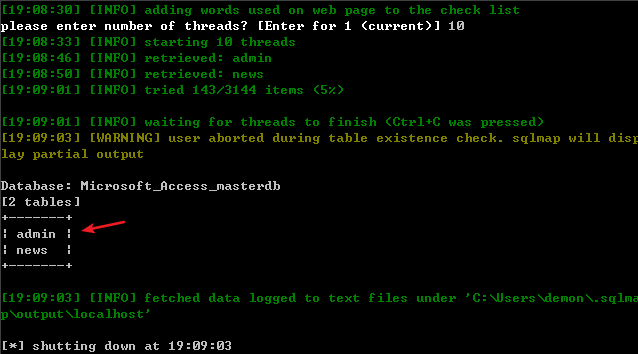 [19:08:30] [INFO] adding words used on web page to the check list
please enter number of threads? [Enter for 1 (current)] 10
[19:08:33] [INFO] starting 10 threads
[19:08:46] [INFO] retrieved: admin
[19:08:50] [INFO] retrieved: news
[19:09:01] [INFO] tried 143/3144 items (5%)
[19:09:01] [INFO] waiting for threads to finish (Ctrl+C was pressed)
[19:09:03] [WARNING] user aborted during table existence check. sqlmap will disp
lay partial output
Database: Microsoft_Access_masterdb
[2 tables]
+-------+
| admin |
| news  |
+-------+
[19:09:03] [INFO] fetched data logged to text files under 'C:\Users\demon\.sqlma
p\output\localhost'
[*] shutting down at 19:09:03